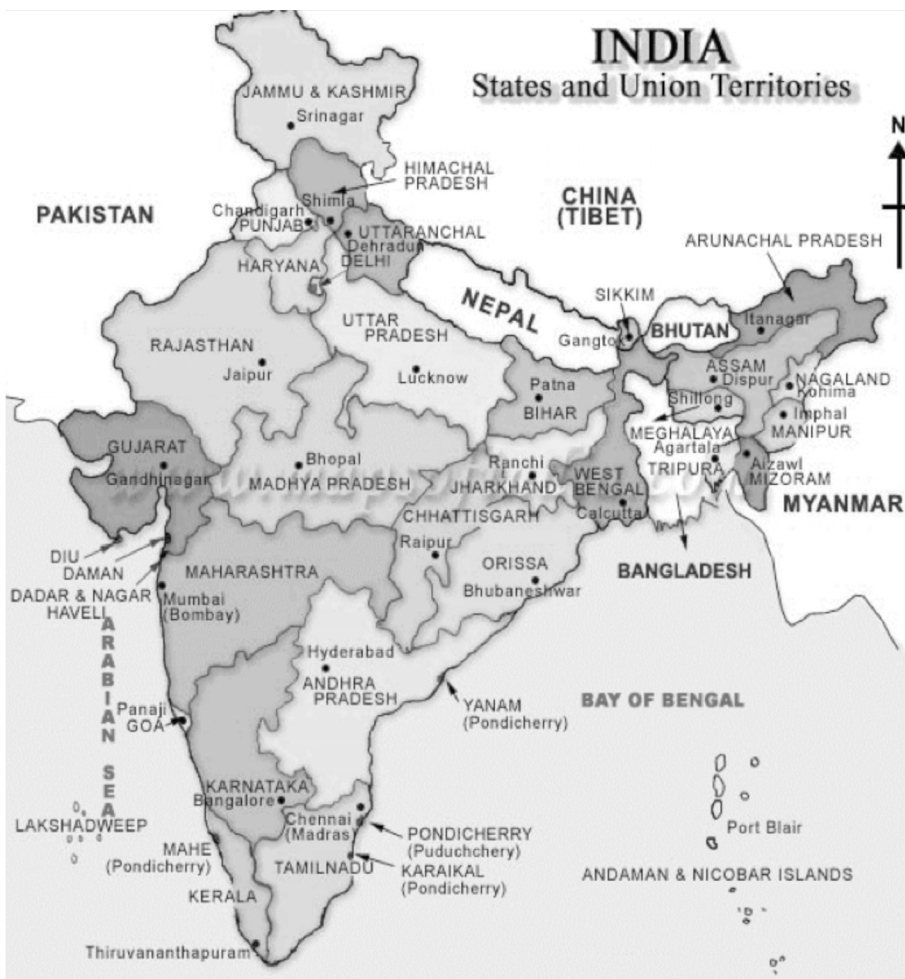 INDIA
States and Union Territories
N
JAMMU & KASHMIR
Srinagar
HIMACHAL
PRADESH
Shimla
CHINA
(TIBET)
PAKISTAN
Chandigarh
PUNJAB
UTTARANCHAL
Dehradun
DELHI
HARYANA
ARUNACHAL PRADESH
NEPAL
SIKKIM
BHUTAN
Itanagar
Gangtok
UTTAR
PRADESH
Lucknow
RAJASTHAN
Jaipur
Patna
BIHAR
ASSAM
Dispur
NAGALAND
Kohima
Shillong
Imphal
MANIPUR
MEGHALAYA
Agartala
TRIPURA
Aizawl
MIZORAM
MYANMAR
GUJARAT
Gandhinagar
Bhopal
MADHYA PRADESH
Ranchi
JHARKHAND
WEST
BENGAL
Calcutta
CHHATTISGARH
Raipur
ORISSA
Bhubaneshwar
BANGLADESH
DIU
DAMAN
DADAR & NAGAR
HAVELI
MAHARASHTRA
Mumbai
(Bombay)
ARABIAN SEA
Hyderabad
ANDHRA
PRADESH
YANAM
(Pondicherry)
BAY OF BENGAL
Panaji
GOA
KARNATAKA
Bangalore
Chennai
(Madras)
PONDICHERRY
(Puduchchery)
Port Blair
LAKSHADWEEP
MAHE
(Pondicherry)
TAMILNADU
KARAIKAL
(Pondicherry)
ANDAMAN & NICOBAR ISLANDS
KERALA
Thiruvananthapuram